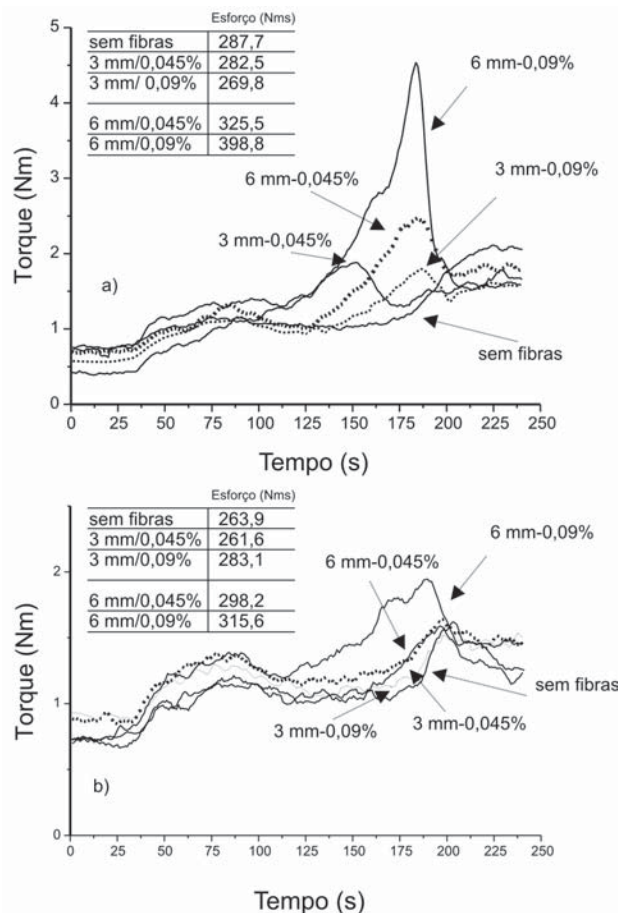 Esforço (Nms)
sem fibras 287,7
3 mm/0,045% 282,5
3 mm/ 0,09% 269,8
6 mm/0,045% 325,5
6 mm/0,09% 398,8
6 mm-0,09%
6 mm-0,045%
3 mm-0,09%
3 mm-0,045%
sem fibras
a)
Torque (Nm)
5
4
3
2
1
0
0 25 50 75 100 125 150 175 200 225 250
Tempo (s)
Esforço (Nms)
sem fibras 263,9
3 mm/0,045% 261,6
3 mm/0,09% 283,1
6 mm/0,045% 298,2
6 mm/0,09% 315,6
6 mm-0,09%
6 mm-0,045%
sem fibras
3 mm-0,09%
3 mm-0,045%
b)
Torque (Nm)
2
1
0
0 25 50 75 100 125 150 175 200 225 250
Tempo (s)